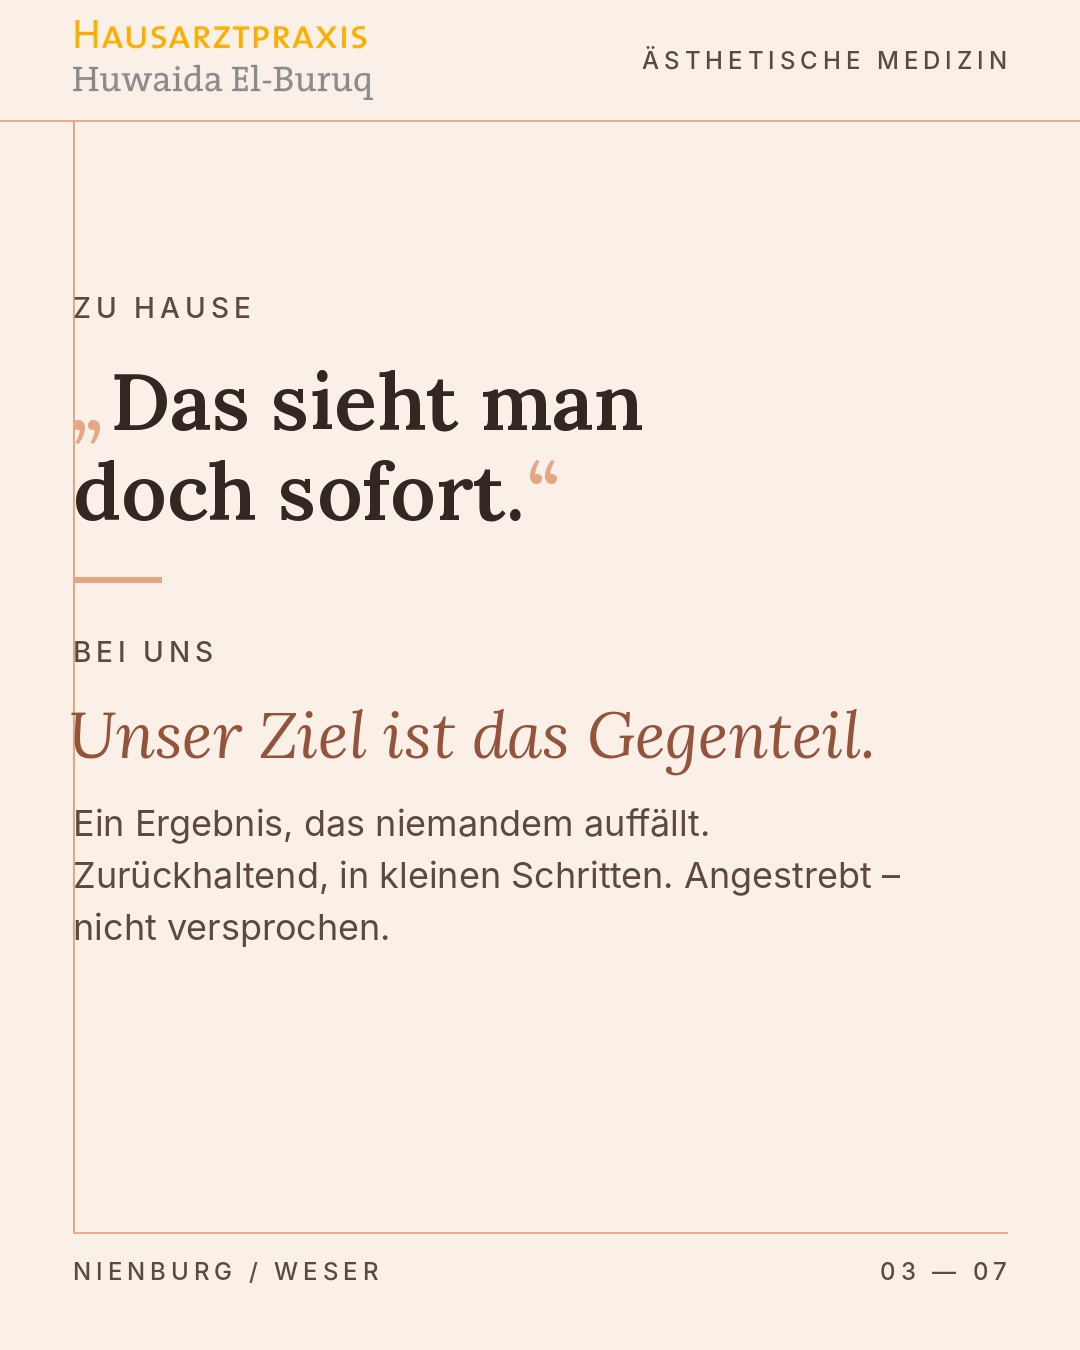 HAUSARZTPRAXIS
Huwaida El-Buruq
ÄSTHETISCHE MEDIZIN
ZU HAUSE
„Das sieht man
doch sofort.“
BEI UNS
Unser Ziel ist das Gegenteil.
Ein Ergebnis, das niemandem auffällt.
Zurückhaltend, in kleinen Schritten. Angestrebt –
nicht versprochen.
NIENBURG / WESER
03 — 07